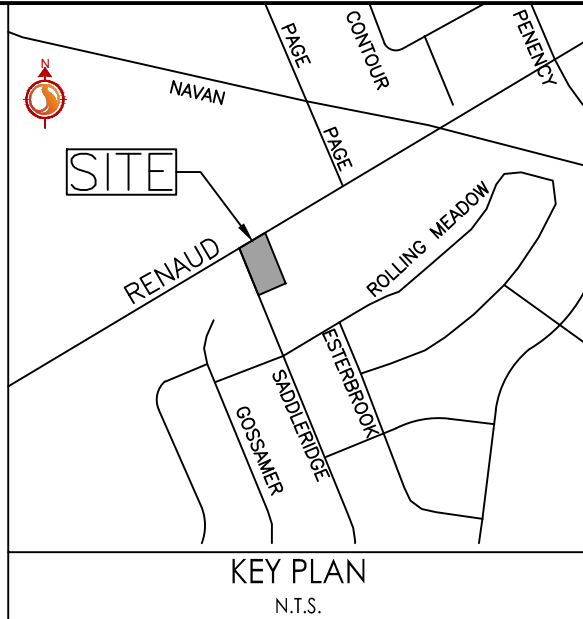 N
NAVAN
PAGE
CONTOUR
PENENCY
PAGE
SITE
RENAUD
ROLLING MEADOW
ESTERBROOK
SADDLERIDGE
GOSSAMER
KEY PLAN
N.T.S.